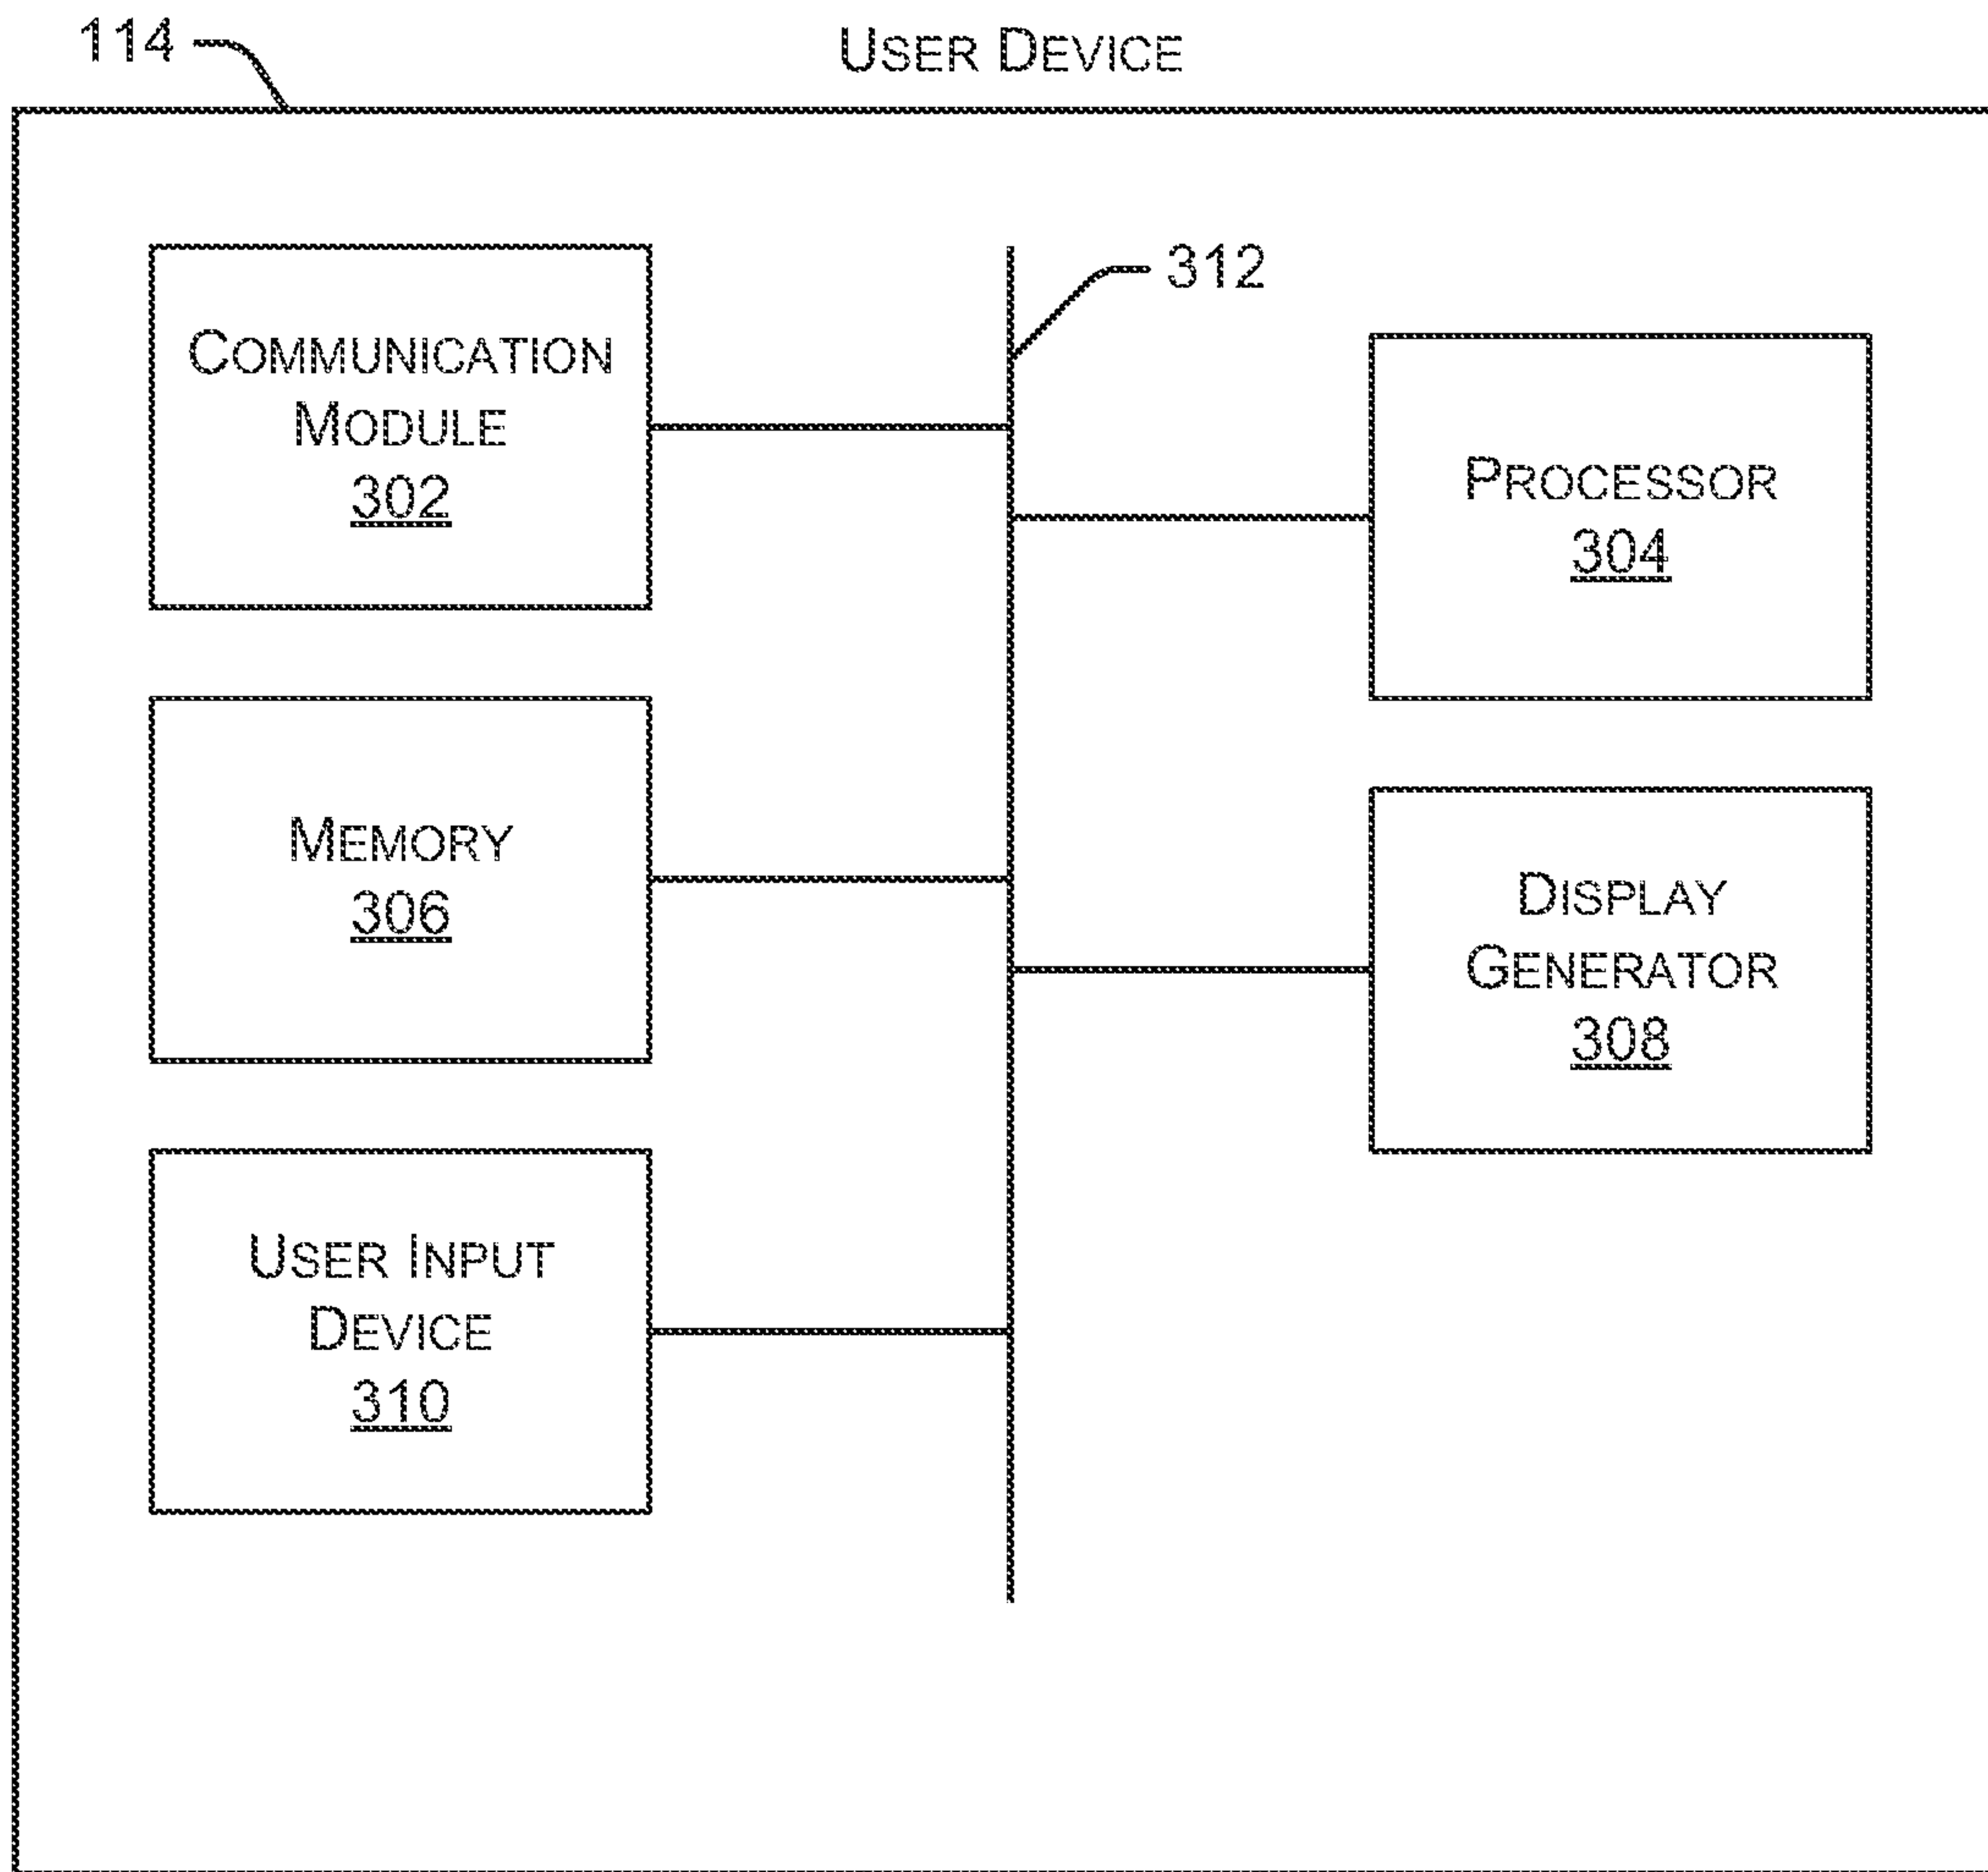 114
USER DEVICE
312
COMMUNICATION
MODULE
302
PROCESSOR
304
MEMORY
306
DISPLAY
GENERATOR
308
USER INPUT
DEVICE
310